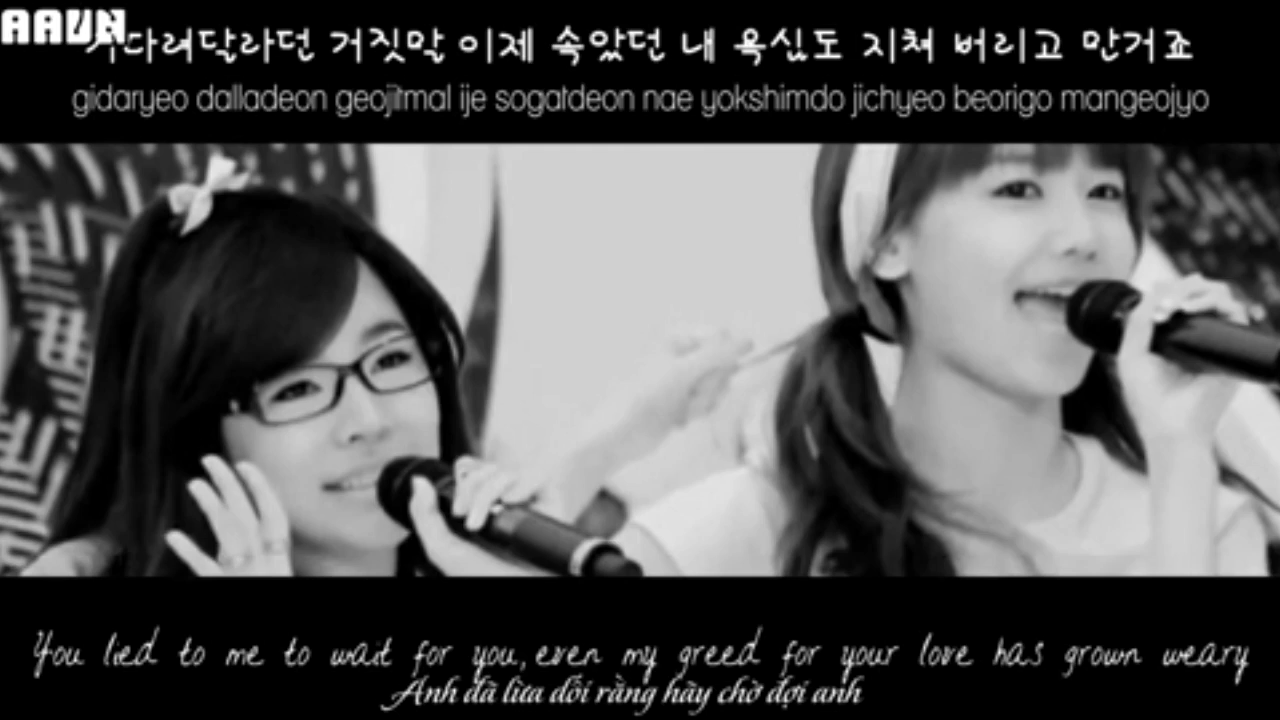 AAUN
기다려달라던 거짓말 이제 속았던 내 욕심도 지쳐 버리고 만거죠
gidaryeo dalladeon geojitmal ije sogatdeon nae yokshimdo jichyeo beorigo mangeojyo
You lied to me to wait for you, even my greed for your love has grown weary
Anh đã lừa dối rằng hãy chờ đợi anh